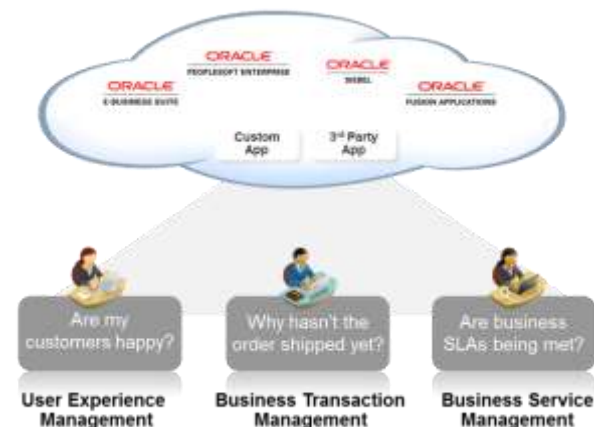 ORACLE
PEOPLESOFT ENTERPRISE
ORACLE
SIEBEL
ORACLE
E-BUSINESS SUITE
ORACLE
FUSION APPLICATIONS
Custom
App
3rd Party
App
Are my
customers happy?
Why hasn't the
order shipped yet?
Are business
SLAs being met?
User Experience
Management
Business Transaction
Management
Business Service
Management